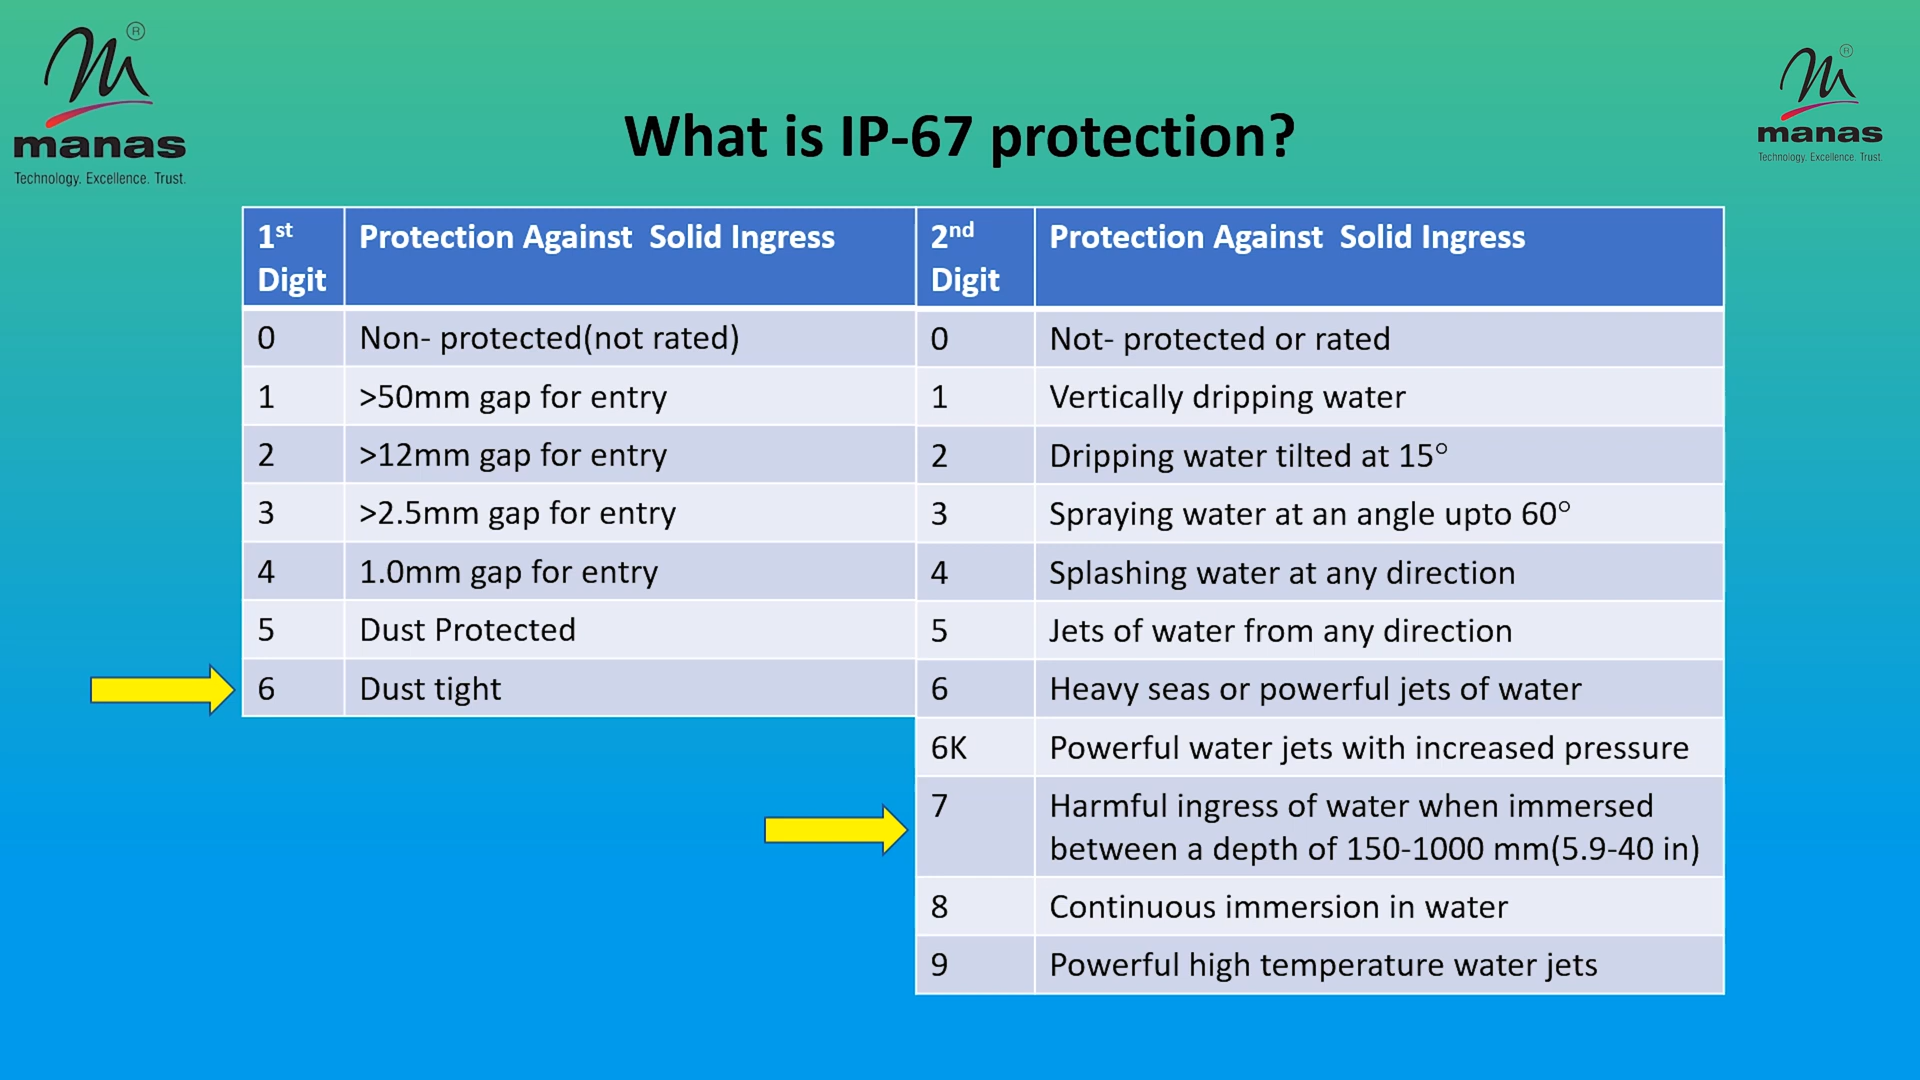 ®
manas
Technology. Excellence. Trust.
®
manas
Technology. Excellence. Trust.
What is IP-67 protection?
1st Digit
Protection Against  Solid Ingress
2nd Digit
Protection Against  Solid Ingress
0
Non- protected(not rated)
0
Not- protected or rated
1
>50mm gap for entry
1
Vertically dripping water
2
>12mm gap for entry
2
Dripping water tilted at 15°
3
>2.5mm gap for entry
3
Spraying water at an angle upto 60°
4
1.0mm gap for entry
4
Splashing water at any direction
5
Dust Protected
5
Jets of water from any direction
6
Dust tight
6
Heavy seas or powerful jets of water
6K
Powerful water jets with increased pressure
7
Harmful ingress of water when immersed
between a depth of 150-1000 mm(5.9-40 in)
8
Continuous immersion in water
9
Powerful high temperature water jets